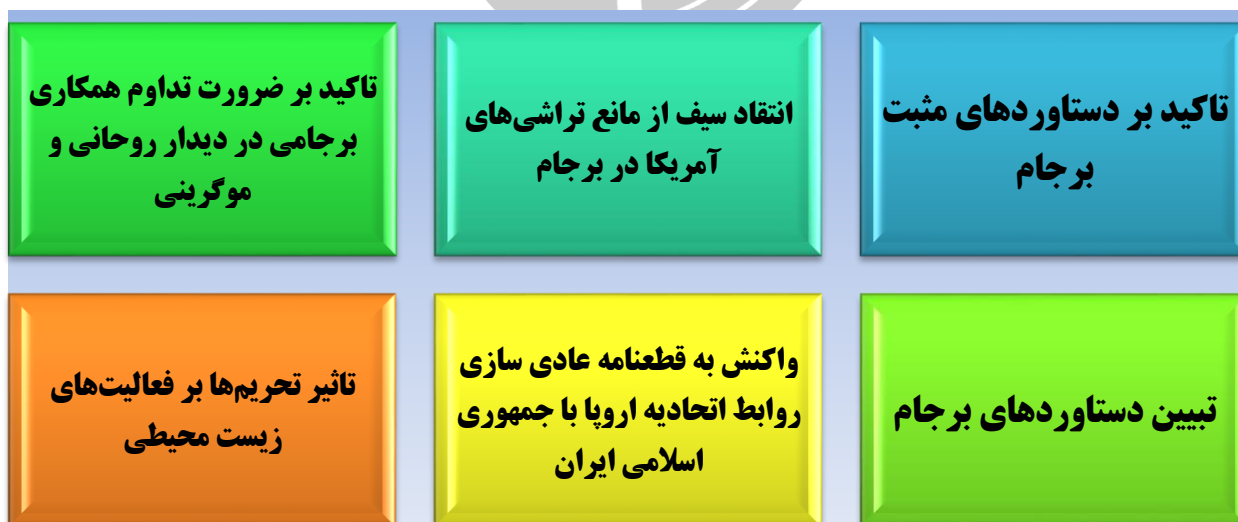 تاکید بر دستاوردهای مثبت
برجام
انتقاد سیف از مانع تراشی‌های
آمریکا در برجام
تاکید بر ضرورت تداوم همکاری
برجامی در دیدار روحانی و
موگرینی
تبیین دستاوردهای برجام
واکنش به قطعنامه عادی سازی
روابط اتحادیه اروپا با جمهوری
اسلامی ایران
تاثیر تحریم‌ها بر فعالیت‌های
زیست محیطی